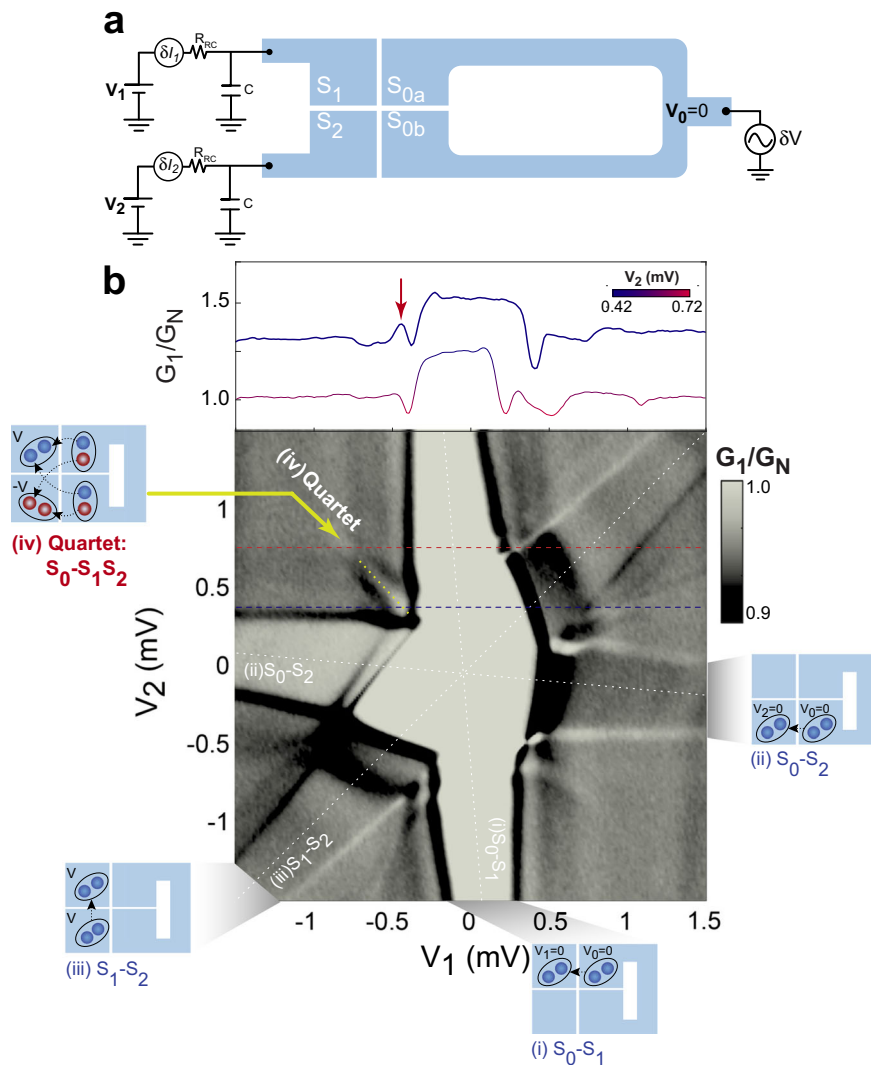 a
δI1 RRC
V1 C
S1 S0a
S2 S0b
V0=0
δV
δI2 RRC
V2 C
b
G1/GN
1.5
1.0
V2 (mV)
0.42 0.72
V
-V
(iv) Quartet:
S0-S1S2
(iv) Quartet
G1/GN
1.0
0.9
V2 (mV)
1
0.5
0
-0.5
-1
(ii)S0-S2
(iii)S1-S2
(i)S0-S1
V2=0 V0=0
(ii) S0-S2
V
V
(iii) S1-S2
-1 -0.5 0 0.5 1 1.5
V1 (mV)
V1=0 V0=0
(i) S0-S1